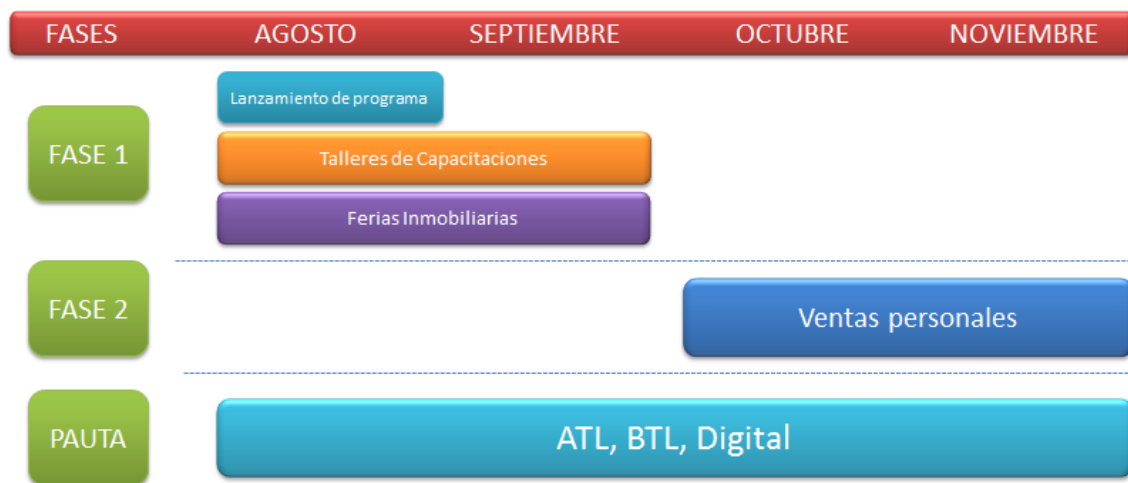 FASES AGOSTO SEPTIEMBRE OCTUBRE NOVIEMBRE
Lanzamiento de programa
FASE 1
Talleres de Capacitaciones
Ferias Inmobiliarias
FASE 2
Ventas personales
PAUTA
ATL, BTL, Digital